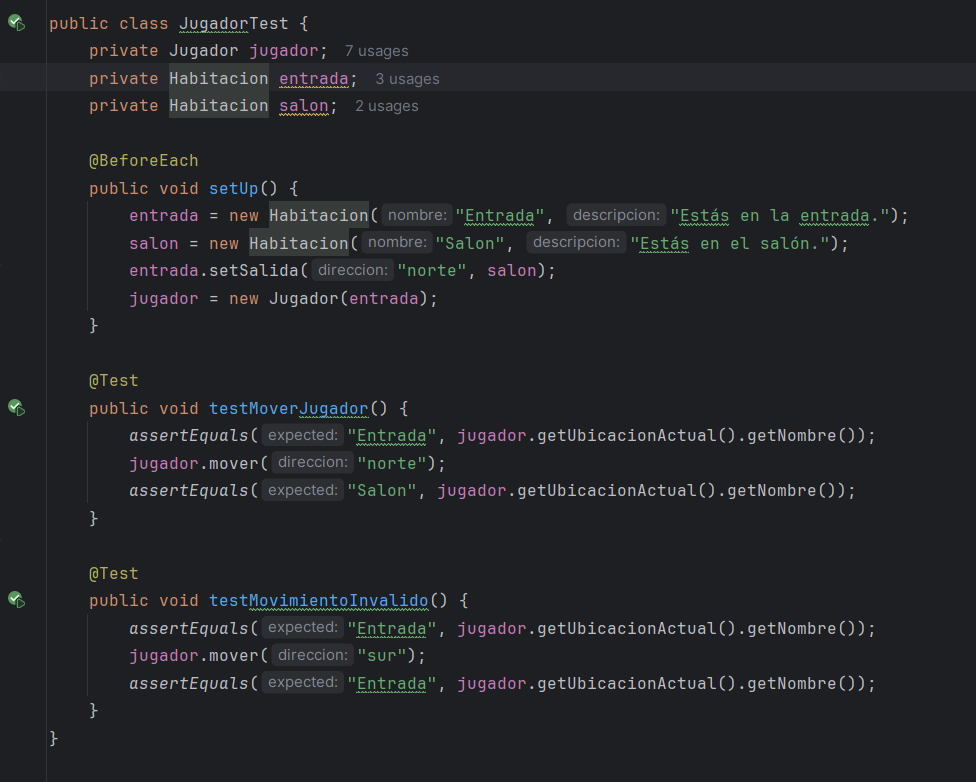 public class JugadorTest {
private Jugador jugador; 7 usages
private Habitacion entrada; 3 usages
private Habitacion salon; 2 usages
@BeforeEach
public void setUp() {
entrada = new Habitacion( nombre: "Entrada", descripcion: "Estás en la entrada.");
salon = new Habitacion( nombre: "Salon", descripcion: "Estás en el salón.");
entrada.setSalida( direccion: "norte", salon);
jugador = new Jugador(entrada);
}
@Test
public void testMoverJugador() {
assertEquals( expected: "Entrada", jugador.getUbicacionActual().getNombre());
jugador.mover( direccion: "norte");
assertEquals( expected: "Salon", jugador.getUbicacionActual().getNombre());
}
@Test
public void testMovimientoInvalido() {
assertEquals( expected: "Entrada", jugador.getUbicacionActual().getNombre());
jugador.mover( direccion: "sur");
assertEquals( expected: "Entrada", jugador.getUbicacionActual().getNombre());
}
}